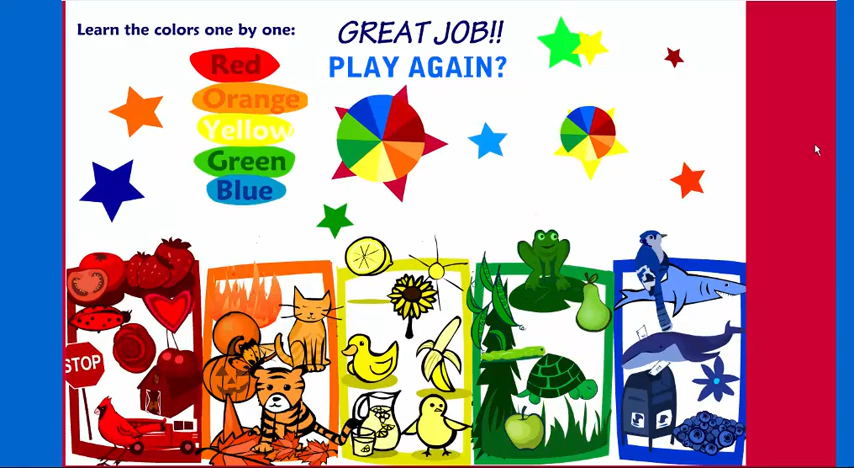 Learn the colors one by one:
GREAT JOB!!
PLAY AGAIN?
Red
Orange
Yellow
Green
Blue
STOP